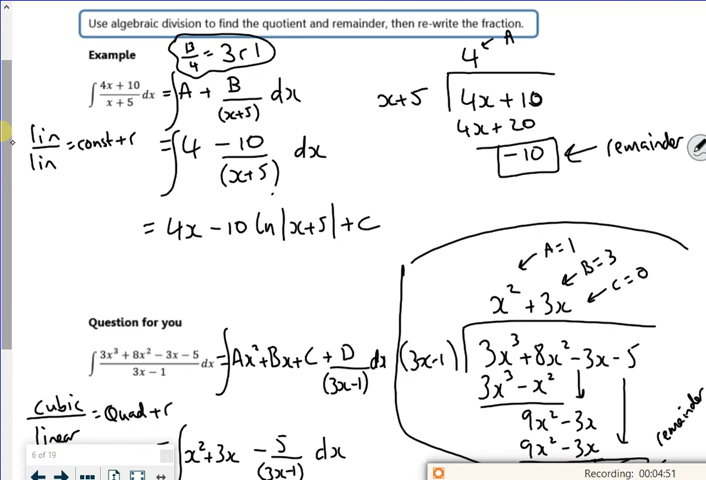 Use algebraic division to find the quotient and remainder, then re-write the fraction.
Example
13/4 = 3 r 1
∫ (4x + 10)/(x + 5) dx = ∫ A + B/(x+5) dx
lin/lin = const + r
= ∫ 4 - 10/(x+5) dx
= 4x - 10 ln|x+5| + C
4 ← A
x+5 | 4x + 10
4x + 20
-10 ← remainder
Question for you
∫ (3x³ + 8x² - 3x - 5)/(3x - 1) dx = ∫ Ax² + Bx + C + D/(3x-1) dx
cubic/linear = Quad + r
= ∫ x² + 3x - 5/(3x-1) dx
A=1
B=3
C=0
x² + 3x
(3x-1) | 3x³ + 8x² - 3x - 5
3x³ - x²
9x² - 3x
9x² - 3x
remainder
6 of 19
Recording: 00:04:51